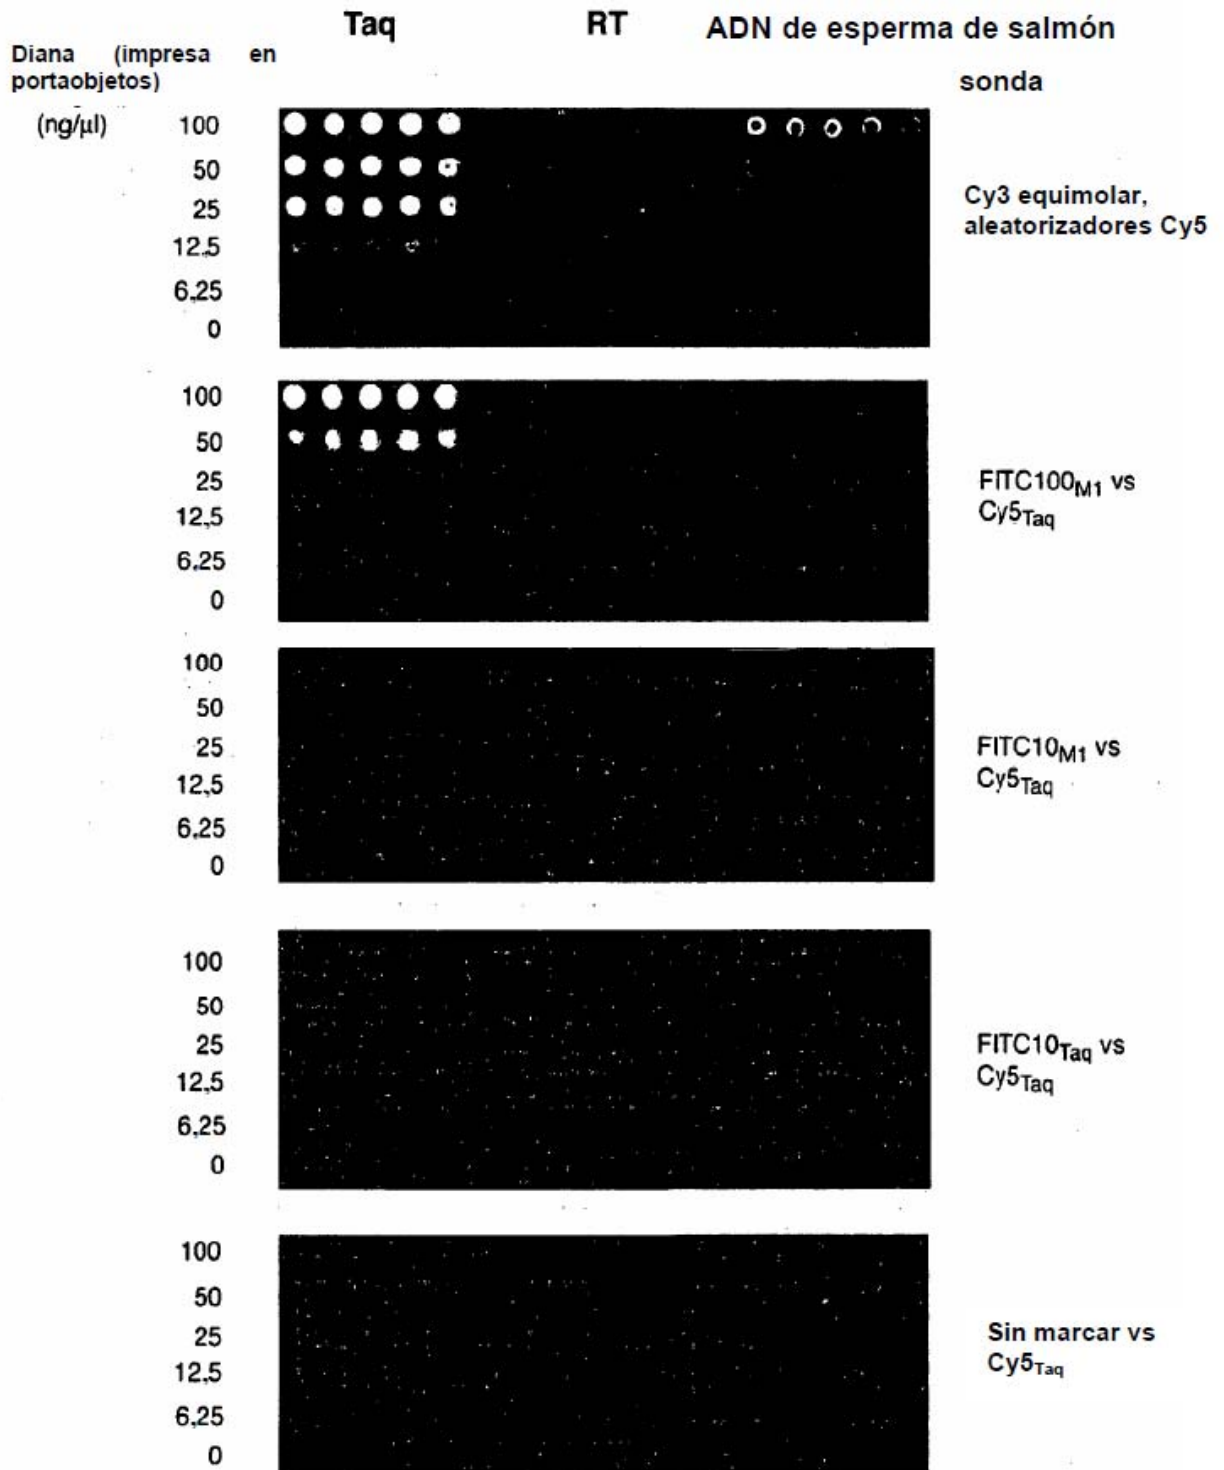 Taq RT ADN de esperma de salmón
Diana (impresa en
portaobjetos)
sonda
(ng/µl) 100
50
25
12.5
6,25
0
Cy3 equimolar,
aleatorizadores Cy5
100
50
25
12,5
6,25
0
FITC100M1 vs
Cy5Taq
100
50
25
12,5
6,25
0
FITC10M1 vs
Cy5Taq
100
50
25
12,5
6,25
0
FITC10Taq vs
Cy5Taq
100
50
25
12,5
6,25
0
Sin marcar vs
Cy5Taq